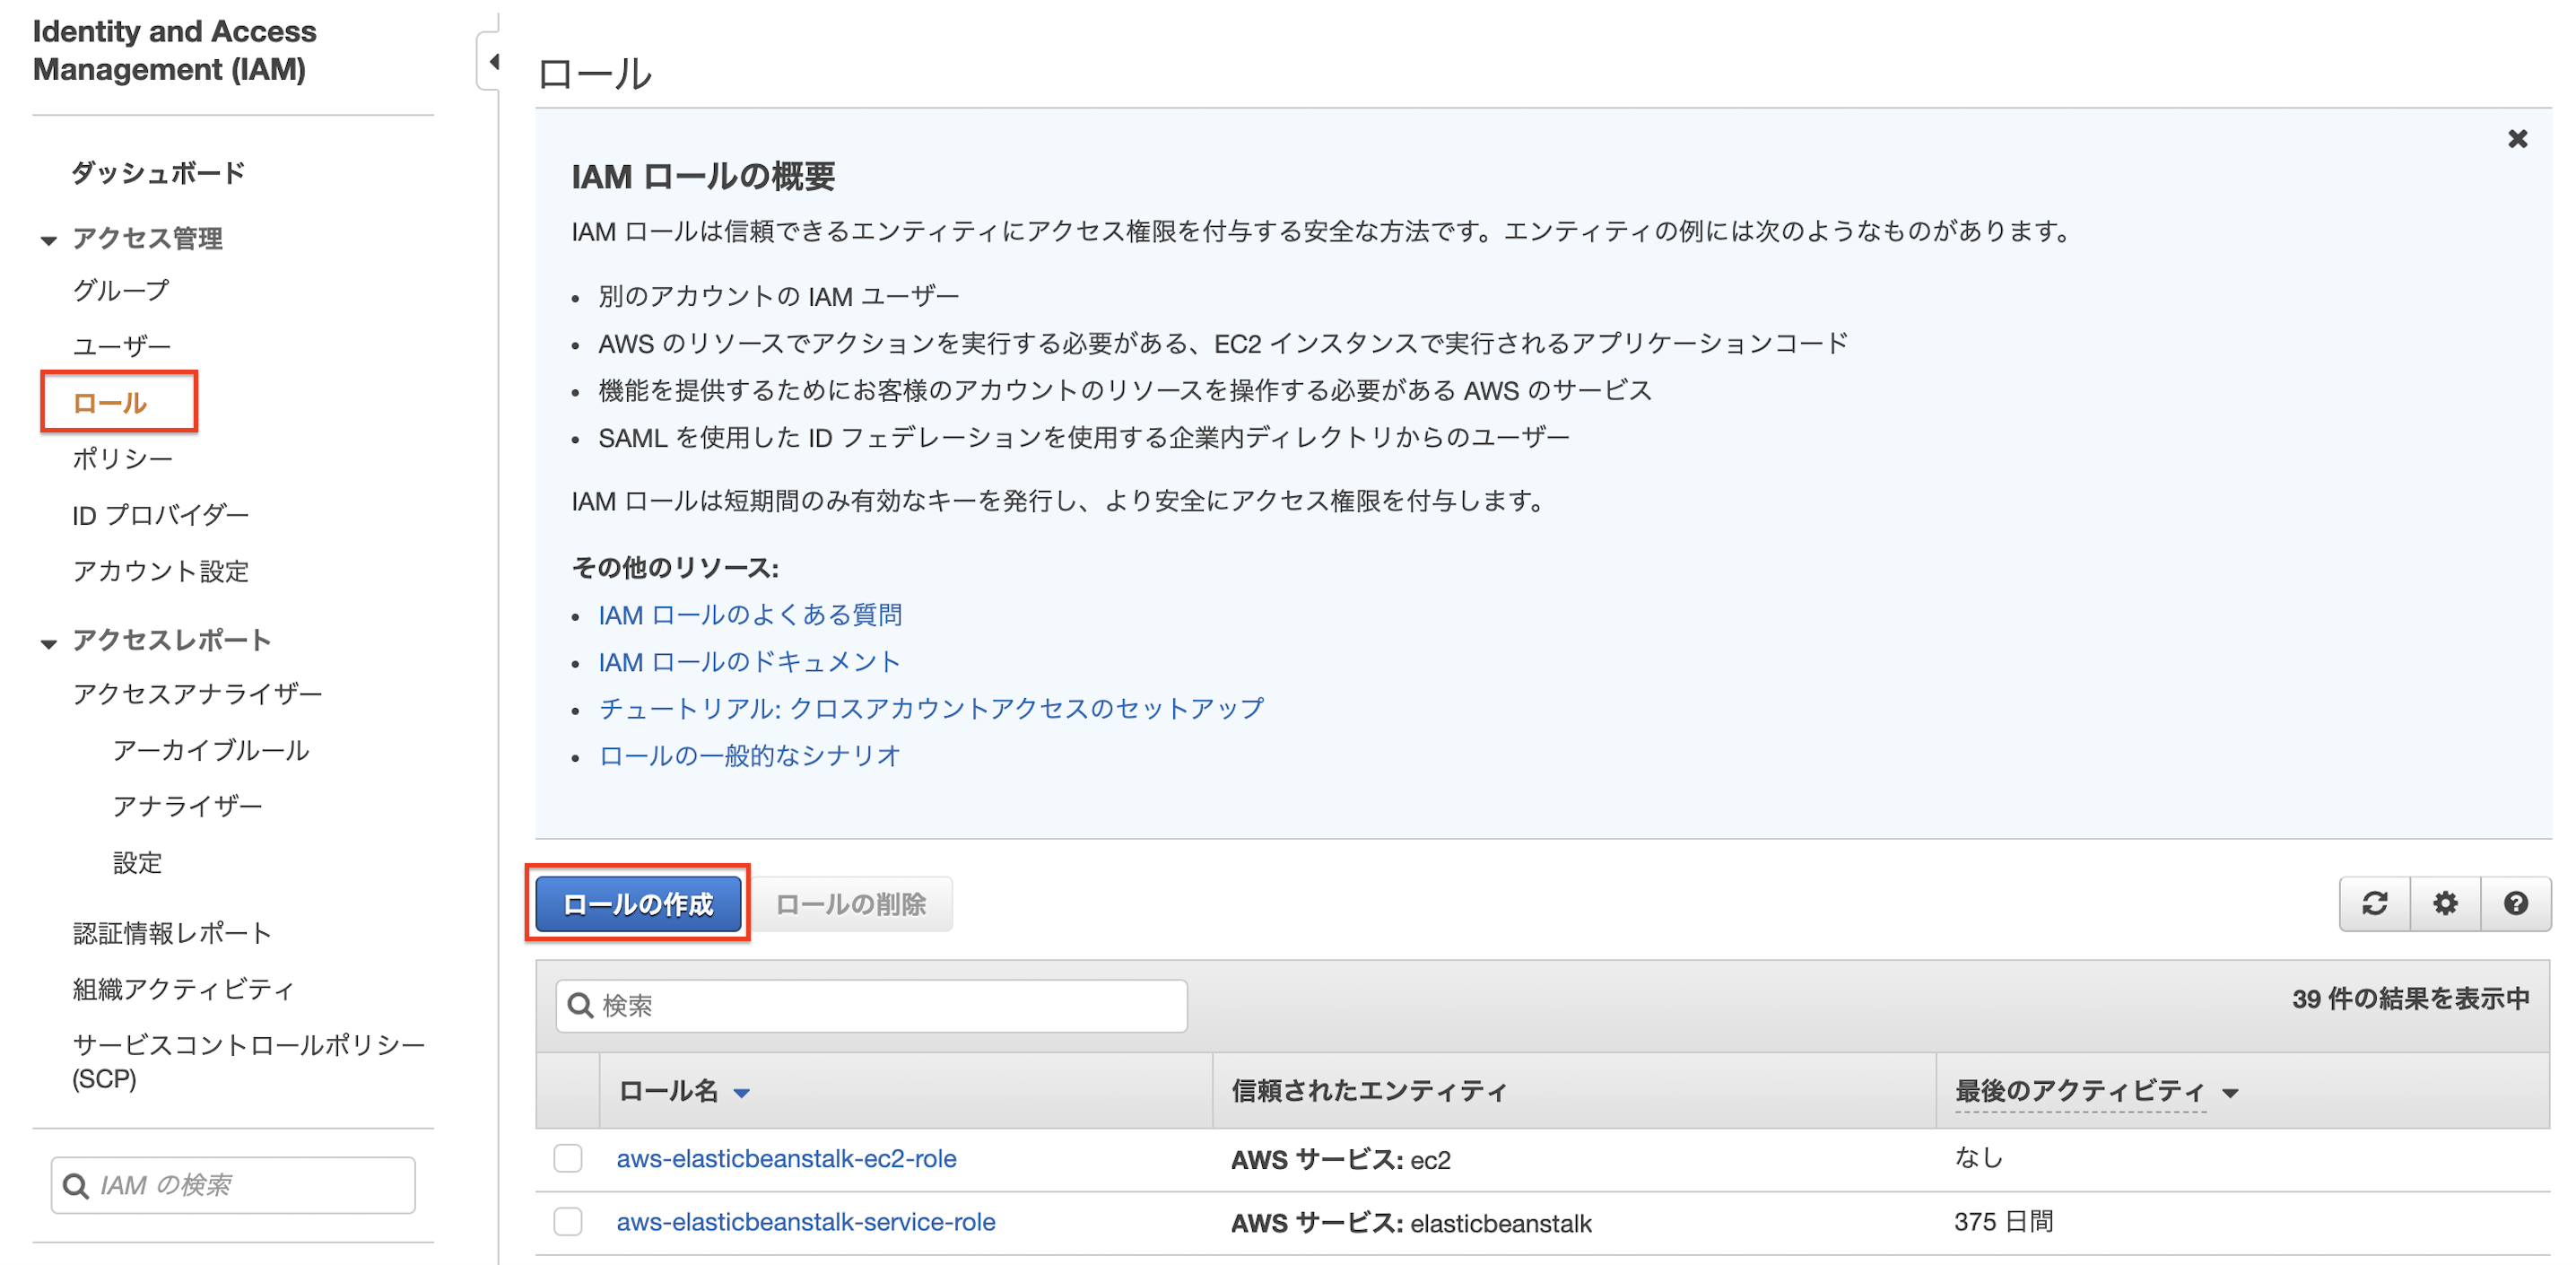 Identity and Access
Management (IAM)
ダッシュボード
アクセス管理
グループ
ユーザー
ロール
ポリシー
ID プロバイダー
アカウント設定
アクセスレポート
アクセスアナライザー
アーカイブルール
アナライザー
設定
認証情報レポート
組織アクティビティ
サービスコントロールポリシー
(SCP)
IAM の検索
ロール
IAM ロールの概要
IAM ロールは信頼できるエンティティにアクセス権限を付与する安全な方法です。エンティティの例には次のようなものがあります。
• 別のアカウントの IAM ユーザー
• AWS のリソースでアクションを実行する必要がある、EC2 インスタンスで実行されるアプリケーションコード
• 機能を提供するためにお客様のアカウントのリソースを操作する必要がある AWS のサービス
• SAML を使用した ID フェデレーションを使用する企業内ディレクトリからのユーザー
IAM ロールは短期間のみ有効なキーを発行し、より安全にアクセス権限を付与します。
その他のリソース:
• IAM ロールのよくある質問
• IAM ロールのドキュメント
• チュートリアル: クロスアカウントアクセスのセットアップ
• ロールの一般的なシナリオ
ロールの作成 ロールの削除
検索 39 件の結果を表示中
ロール名 信頼されたエンティティ 最後のアクティビティ
aws-elasticbeanstalk-ec2-role AWS サービス: ec2 なし
aws-elasticbeanstalk-service-role AWS サービス: elasticbeanstalk 375 日間